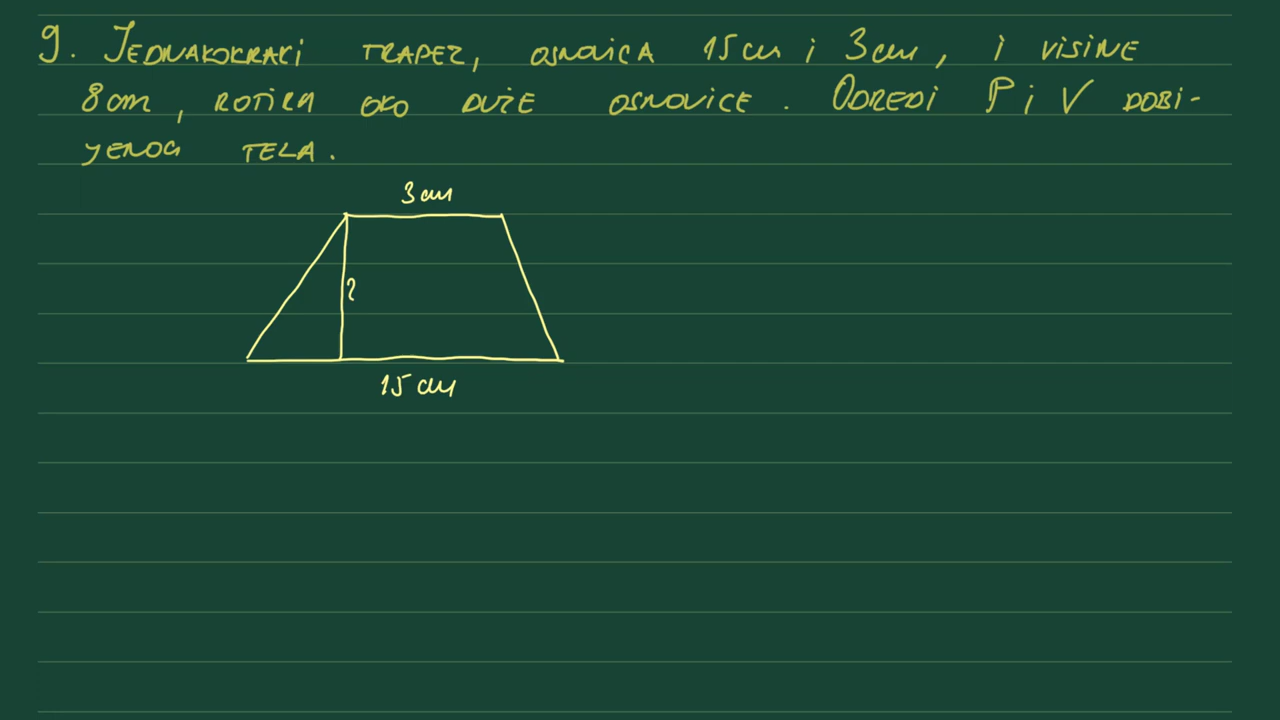 9. JEDNAKOKRAKI TRAPEZ, OSNOVICA 15cm i 3cm, i VISINE
8cm, ROTIRA OKO DUŽE OSNOVICE. ODREDI P i V DOBI-
JENOG TELA.
3cm
?
15cm